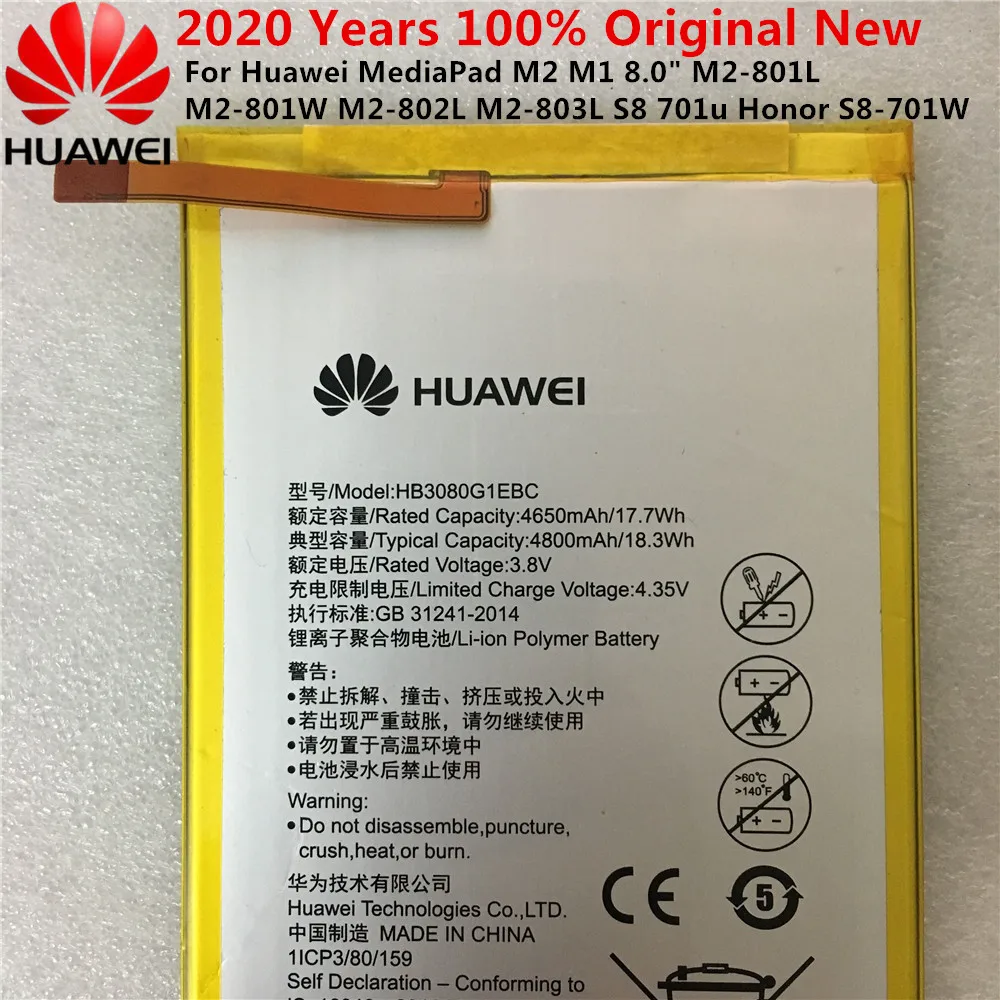 2020 Years 100% Original New
For Huawei MediaPad M2 M1 8.0" M2-801L
M2-801W M2-802L M2-803L S8 701u Honor S8-701W
HUAWEI
HUAWEI
型号/Model:HB3080G1EBC
额定容量/Rated Capacity:4650mAh/17.7Wh
典型容量/Typical Capacity:4800mAh/18.3Wh
额定电压/Rated Voltage:3.8V
充电限制电压/Limited Charge Voltage:4.35V
执行标准:GB 31241-2014
锂离子聚合物电池/Li-ion Polymer Battery
警告:
•禁止拆解、撞击、挤压或投入火中
•若出现严重鼓胀，请勿继续使用
•请勿置于高温环境中
•电池浸水后禁止使用
>60℃
>140°F
Warning:
•Do not disassemble,puncture,
crush,heat,or burn.
华为技术有限公司
Huawei Technologies Co.,LTD.
中国制造 MADE IN CHINA
1ICP3/80/159
Self Declaration – Conforming to
CE
5